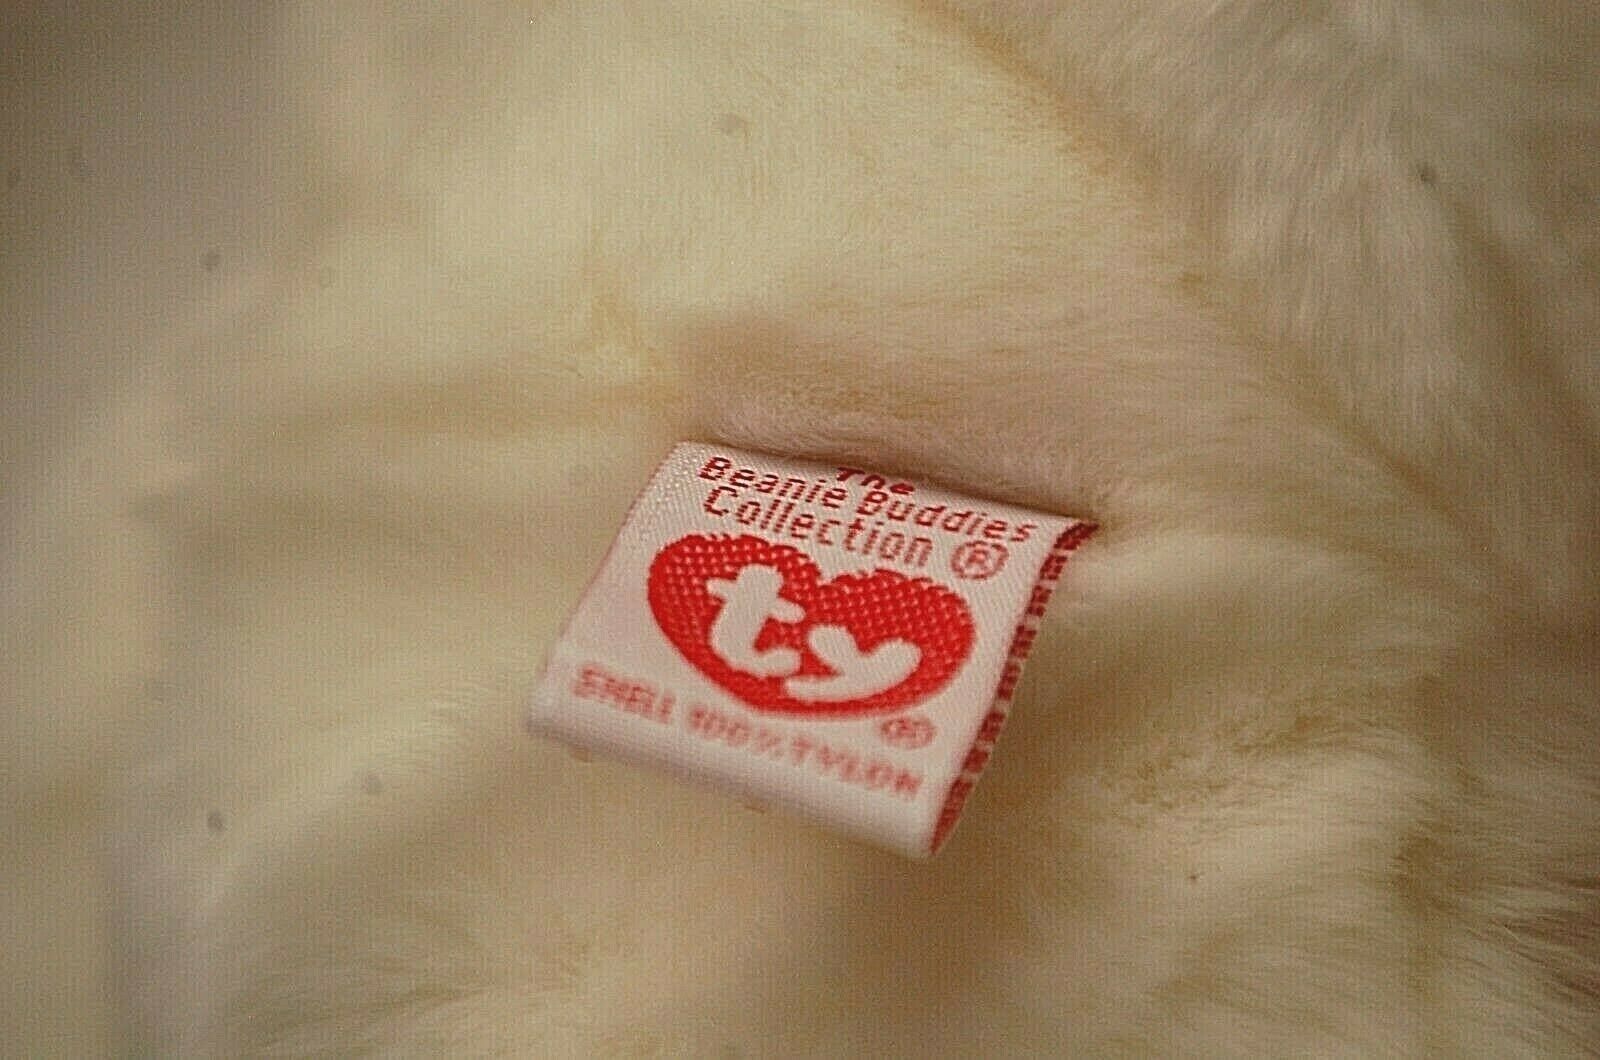 The
Beanie Buddies
Collection ®
ty
®
SHELL 100% TYLON